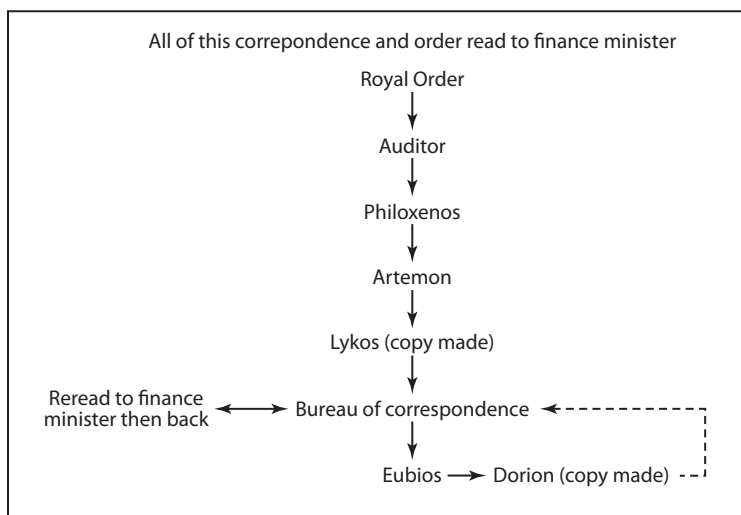 All of this correpondence and order read to finance minister
Royal Order
Auditor
Philoxenos
Artemon
Lykos (copy made)
Reread to finance
minister then back
Bureau of correspondence
Eubios
Dorion (copy made)